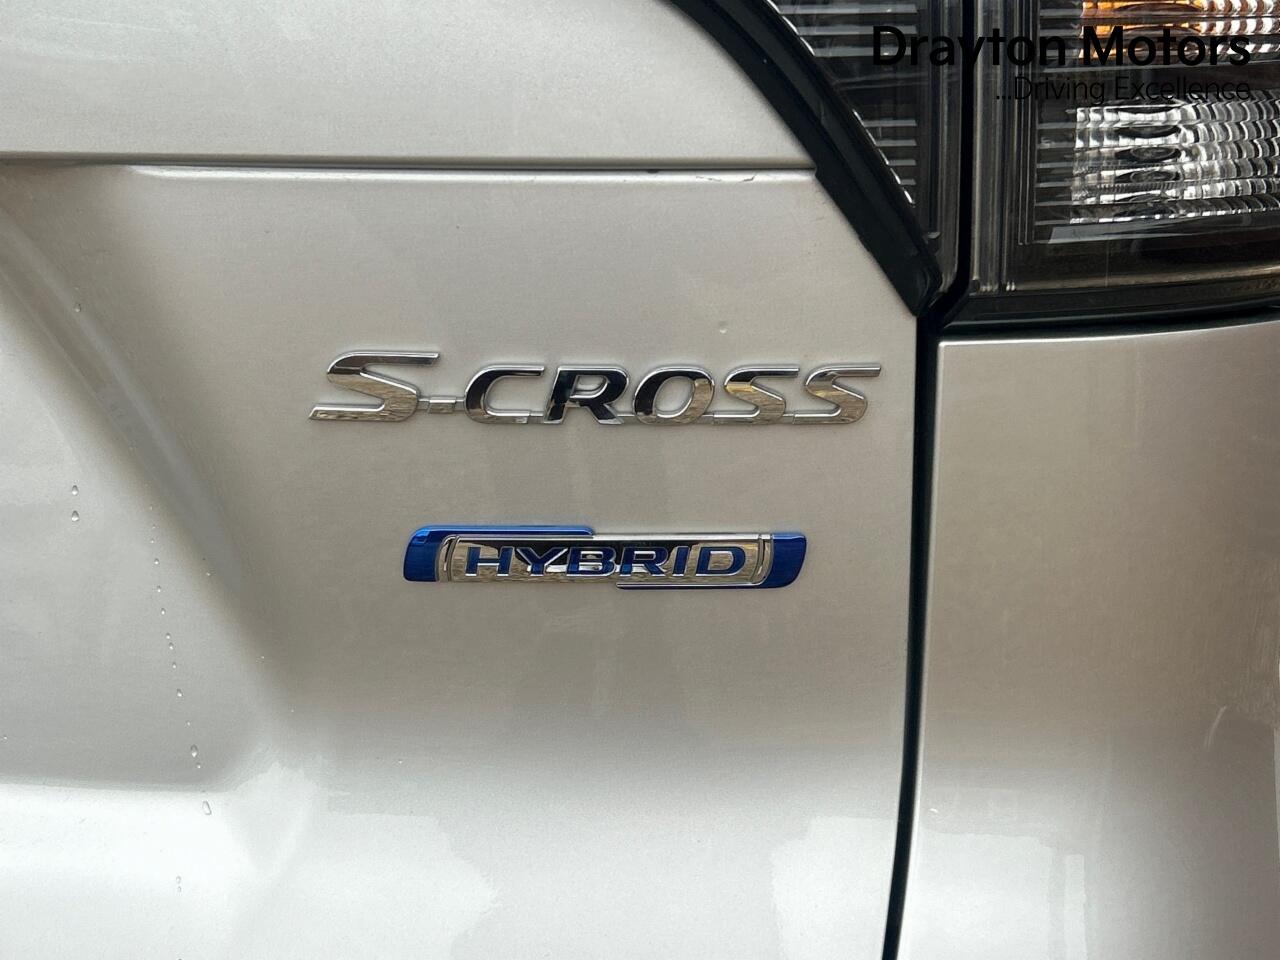 Drayton Motors
...Driving Excellence
S-CROSS
HYBRID